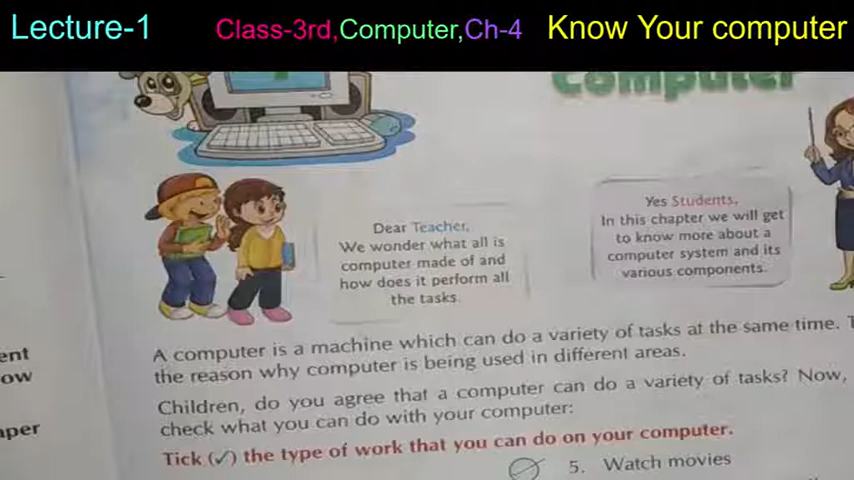 Lecture-1 Class-3rd,Computer,Ch-4 Know Your computer
Computer
Dear Teacher,
We wonder what all is
computer made of and
how does it perform all
the tasks.
Yes Students,
In this chapter we will get
to know more about a
computer system and its
various components.
A computer is a machine which can do a variety of tasks at the same time.
the reason why computer is being used in different areas.
Children, do you agree that a computer can do a variety of tasks? Now,
check what you can do with your computer:
Tick (✓) the type of work that you can do on your computer.
5. Watch movies
ent
ow
aper